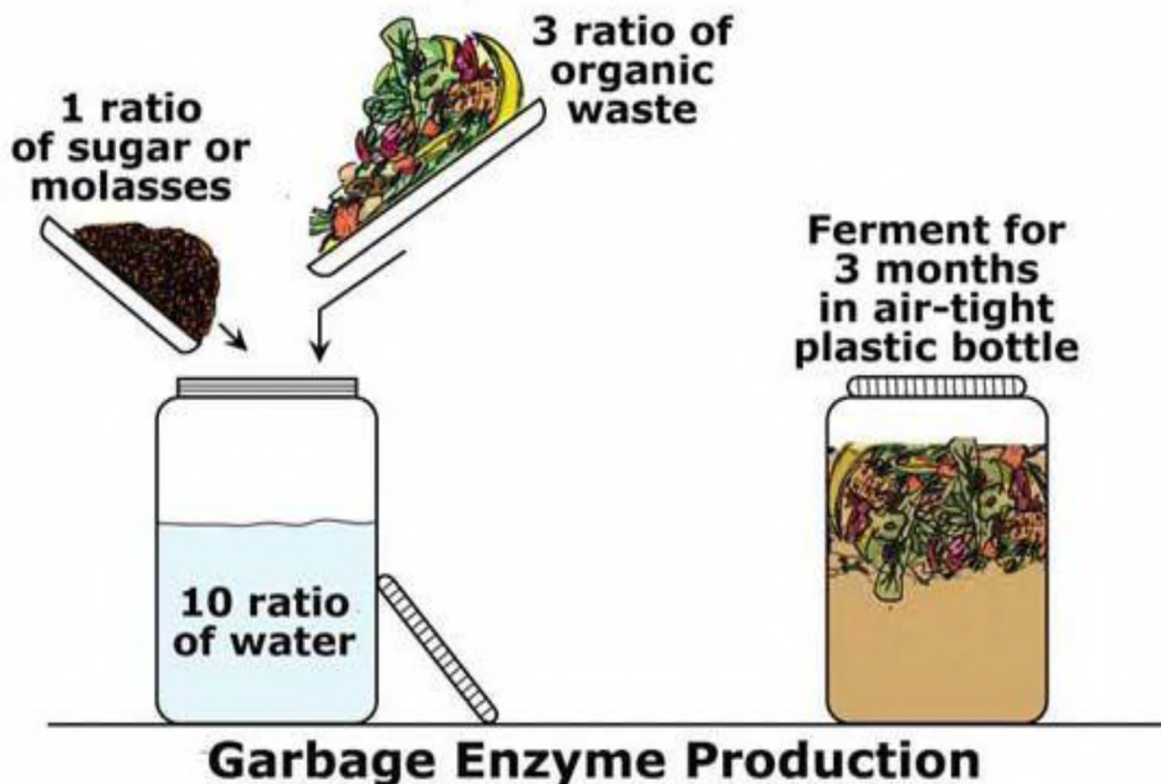 1 ratio
of sugar or
molasses
3 ratio of
organic
waste
10 ratio
of water
Ferment for
3 months
in air-tight
plastic bottle
Garbage Enzyme Production